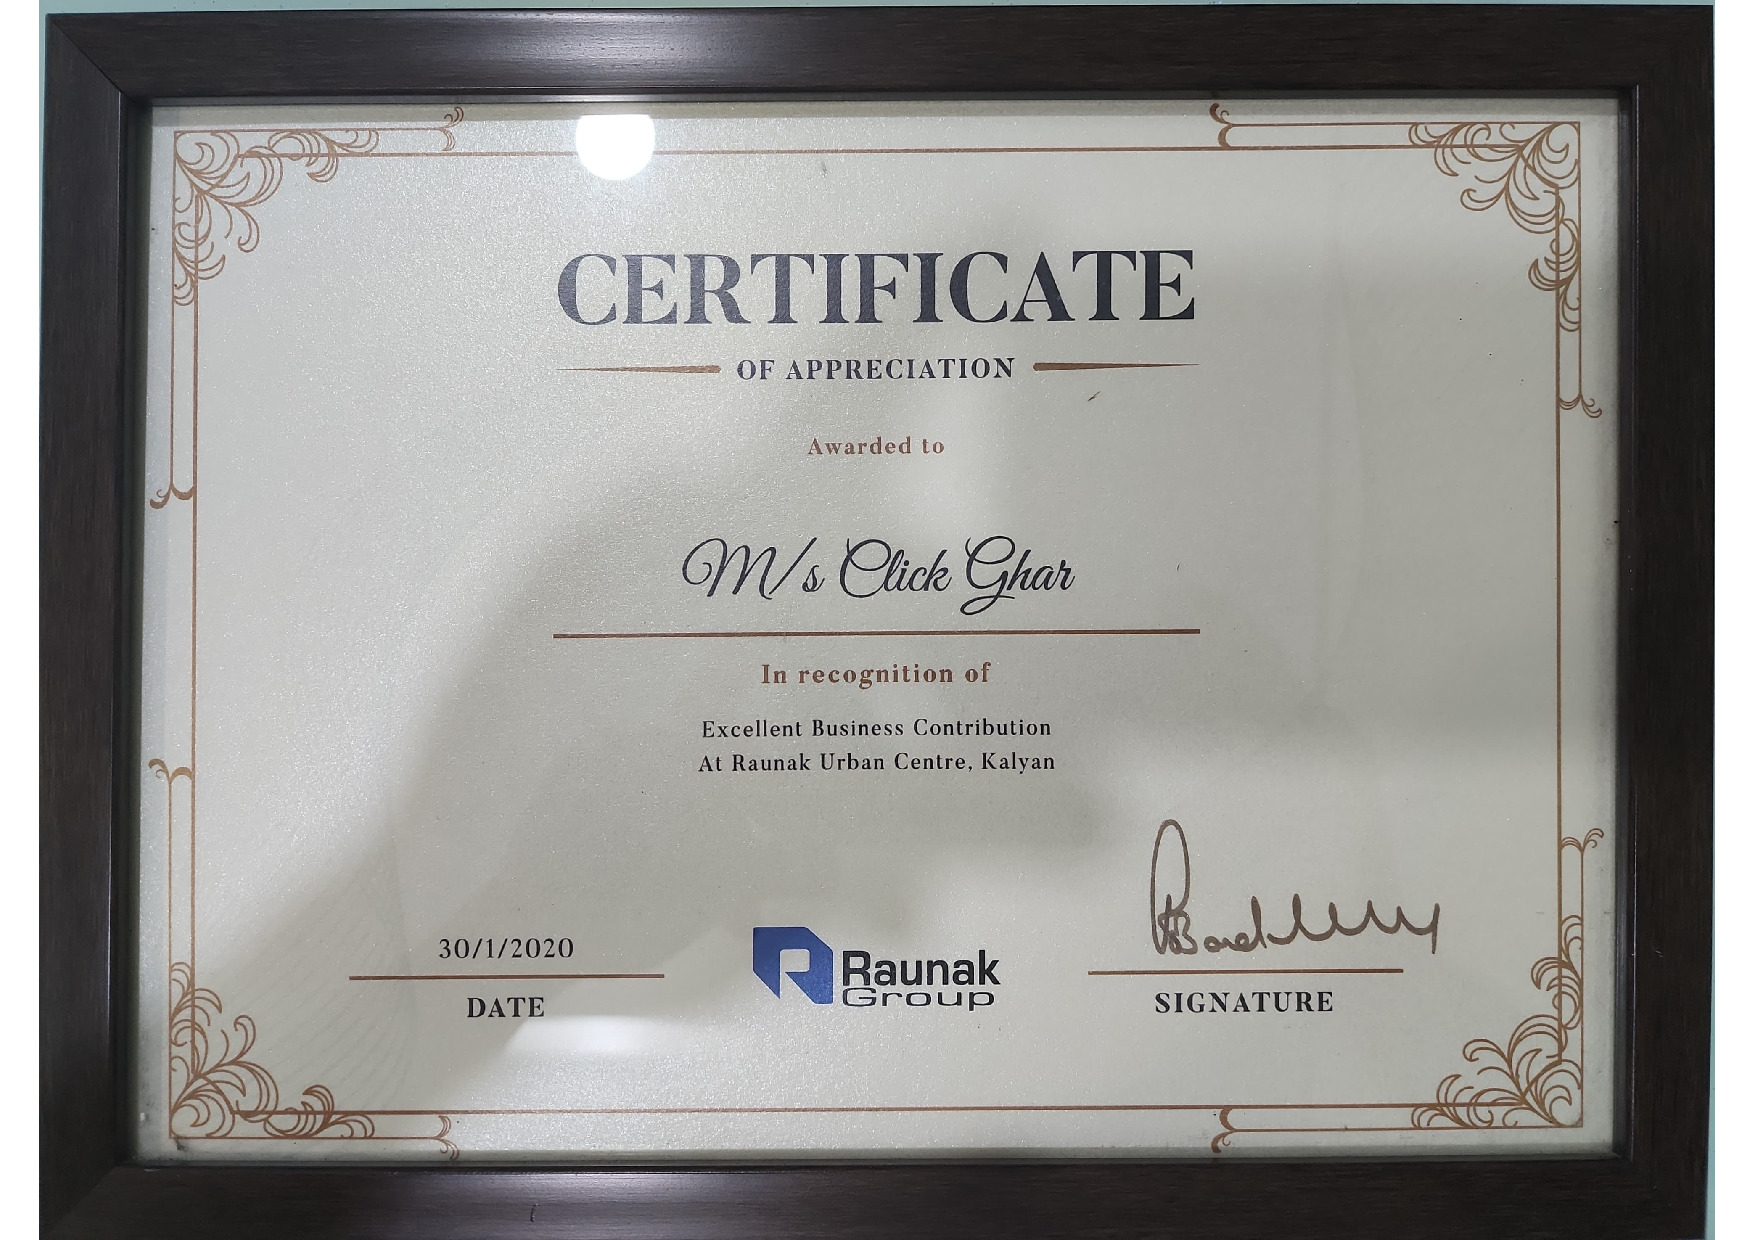 CERTIFICATE
OF APPRECIATION
Awarded to
M/s Click Ghar
In recognition of
Excellent Business Contribution
At Raunak Urban Centre, Kalyan
30/1/2020
DATE
Raunak
Group
SIGNATURE